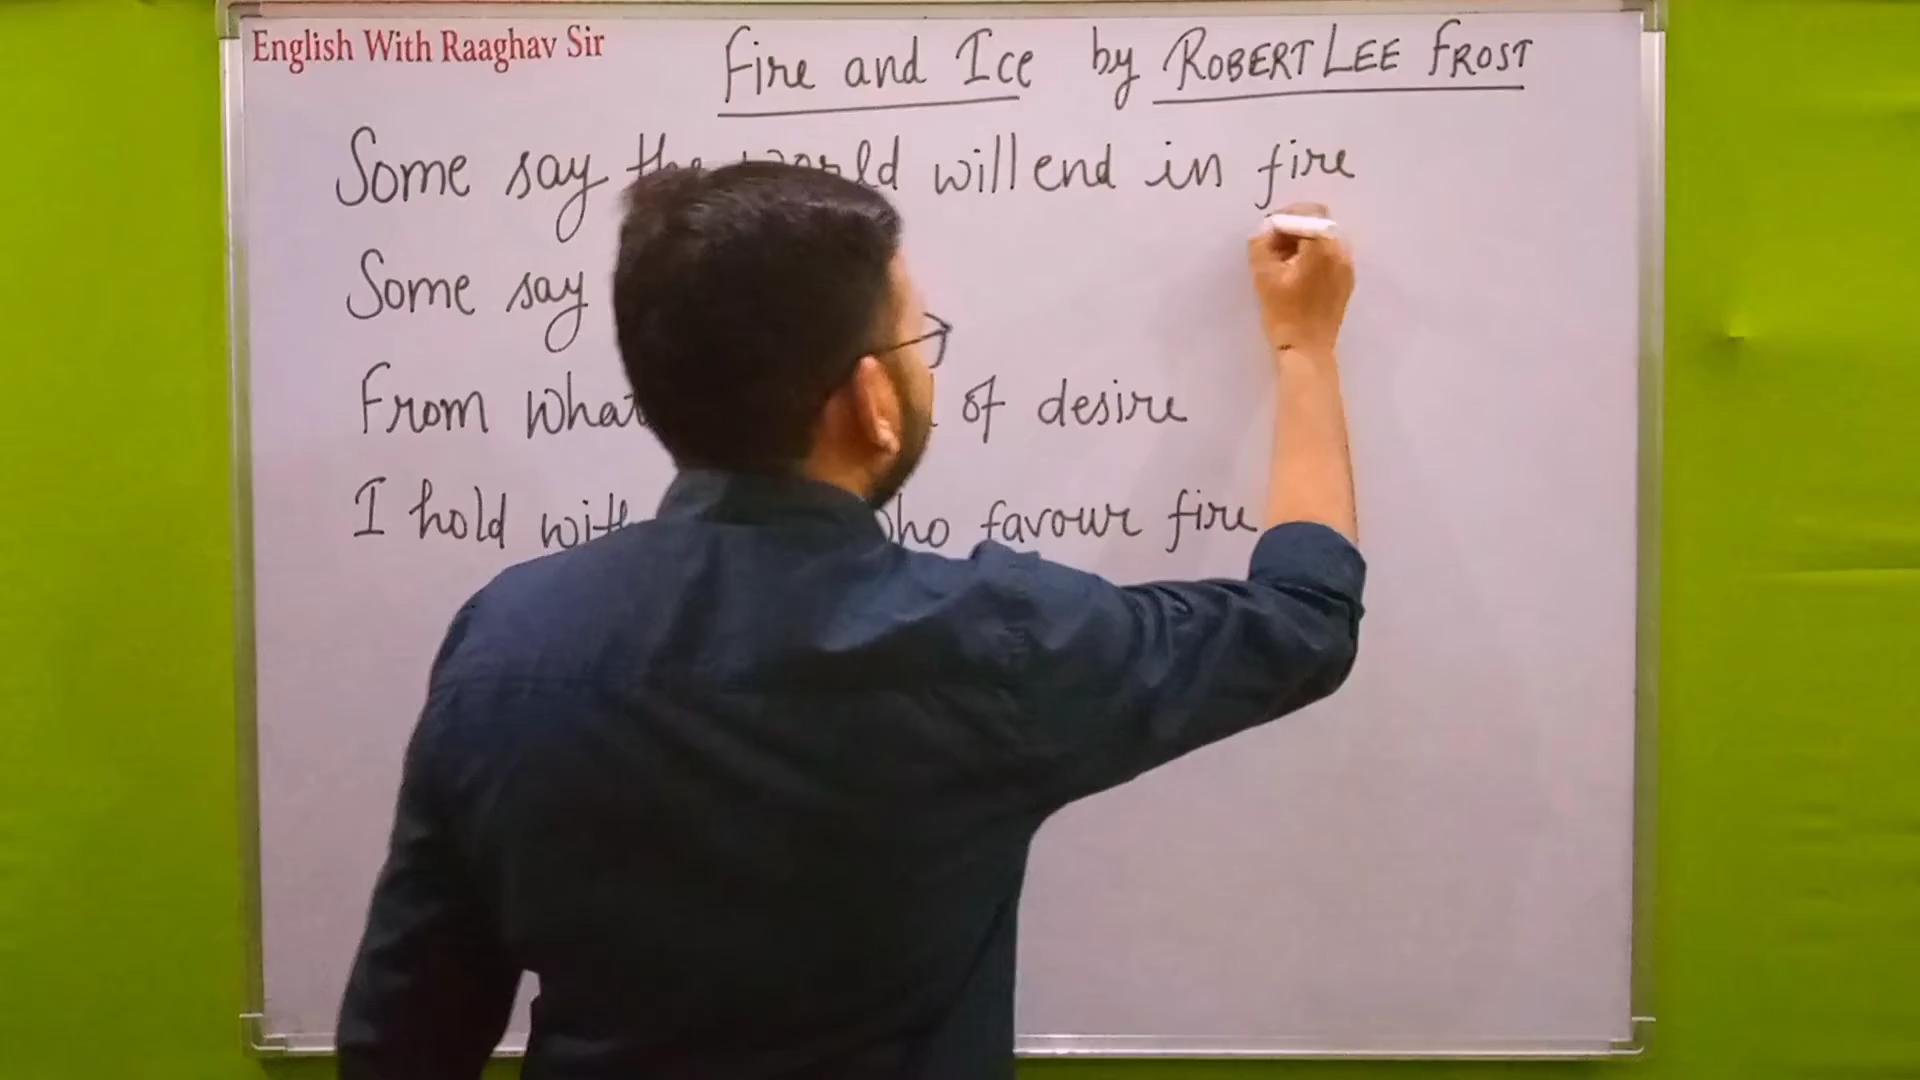 English With Raaghav Sir
Fire and Ice by ROBERT LEE FROST
Some say the world will end in fire
Some say
From what of desire
I hold with who favour fire